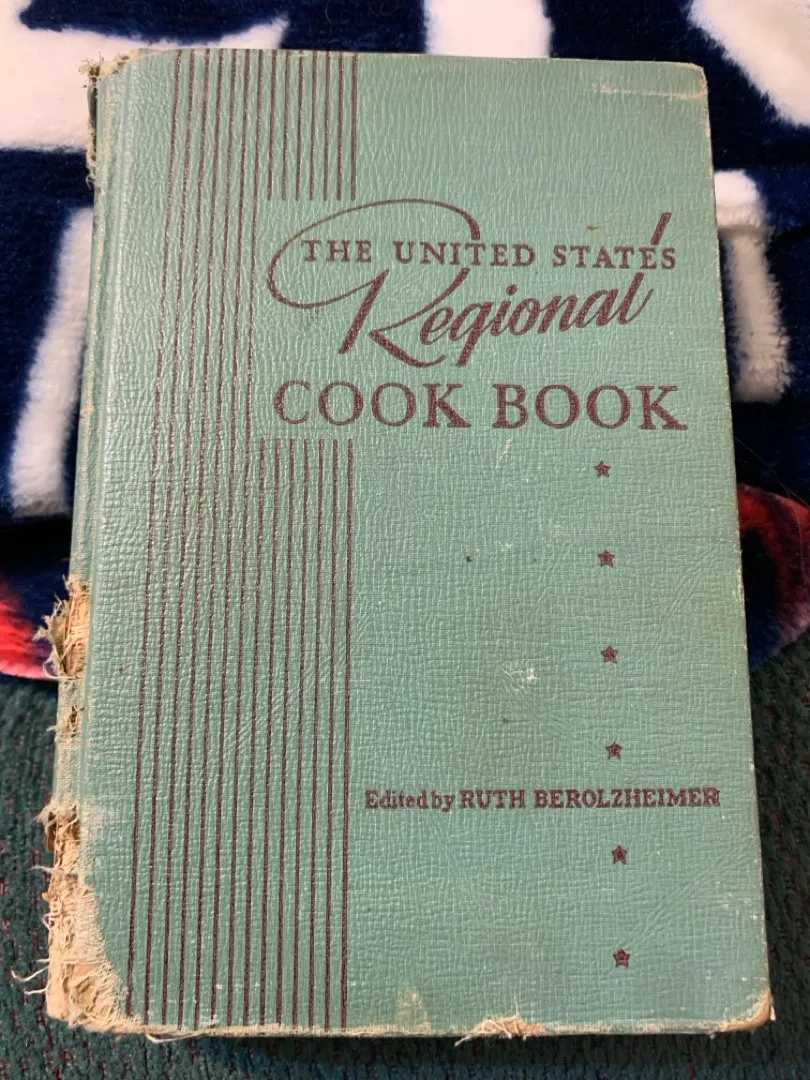 THE UNITED STATES
Regional
COOK BOOK
Edited by RUTH BEROLZHEIMER